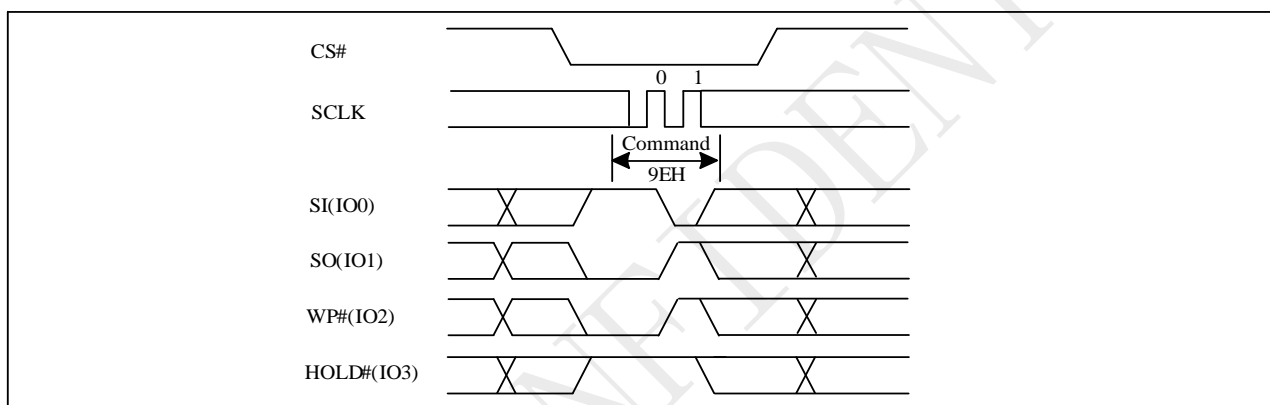 CS#
0 1
SCLK
Command
9EH
SI(IO0)
SO(IO1)
WP#(IO2)
HOLD#(IO3)